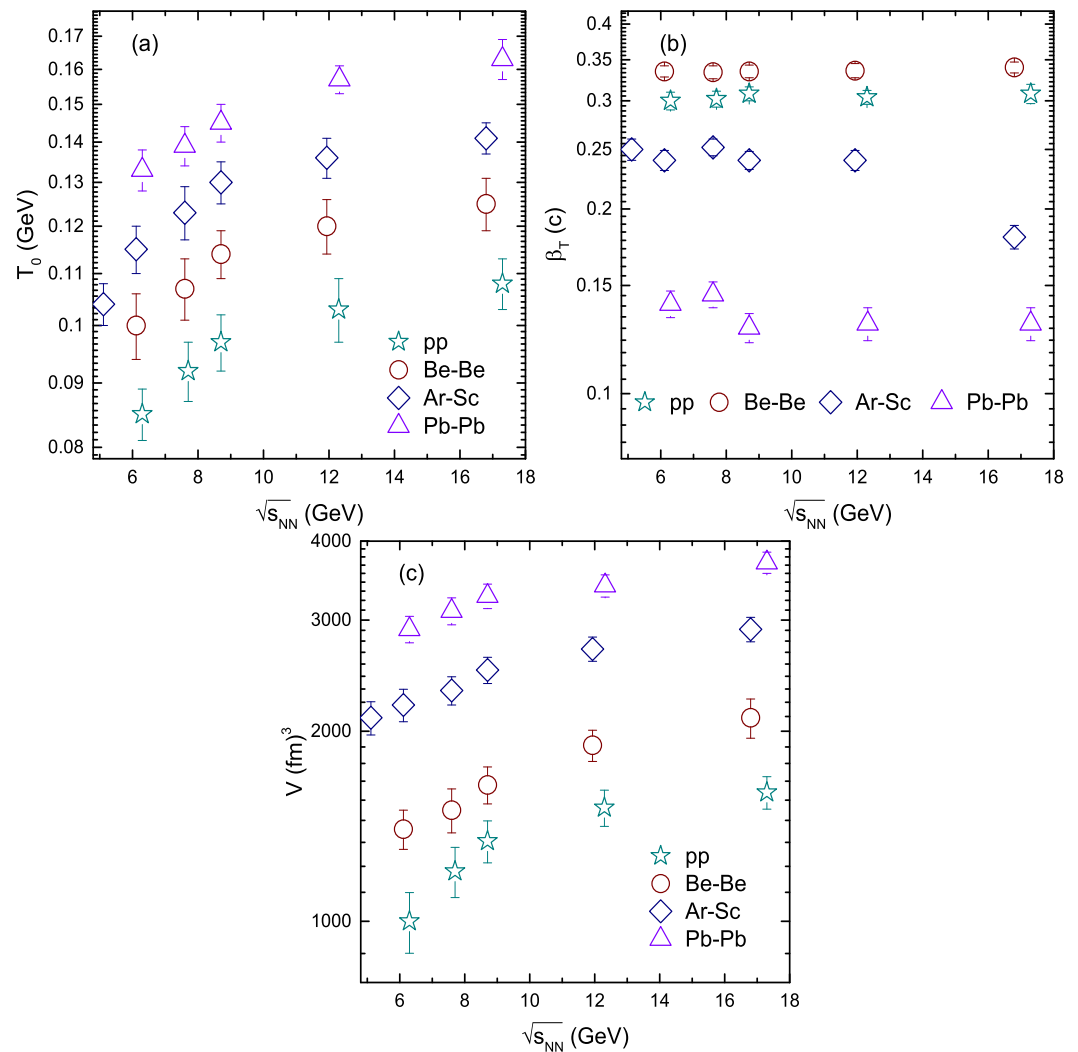 (a)
0.17
0.16
0.15
0.14
0.13
0.12
0.11
0.1
0.09
0.08
T₀ (GeV)
pp
Be-Be
Ar-Sc
Pb-Pb
6 8 10 12 14 16 18
√sNN (GeV)
(b)
0.4
0.35
0.3
0.25
0.2
0.15
0.1
βT (c)
pp Be-Be Ar-Sc Pb-Pb
6 8 10 12 14 16 18
√sNN (GeV)
(c)
4000
3000
2000
1000
V (fm)³
pp
Be-Be
Ar-Sc
Pb-Pb
6 8 10 12 14 16 18
√sNN (GeV)